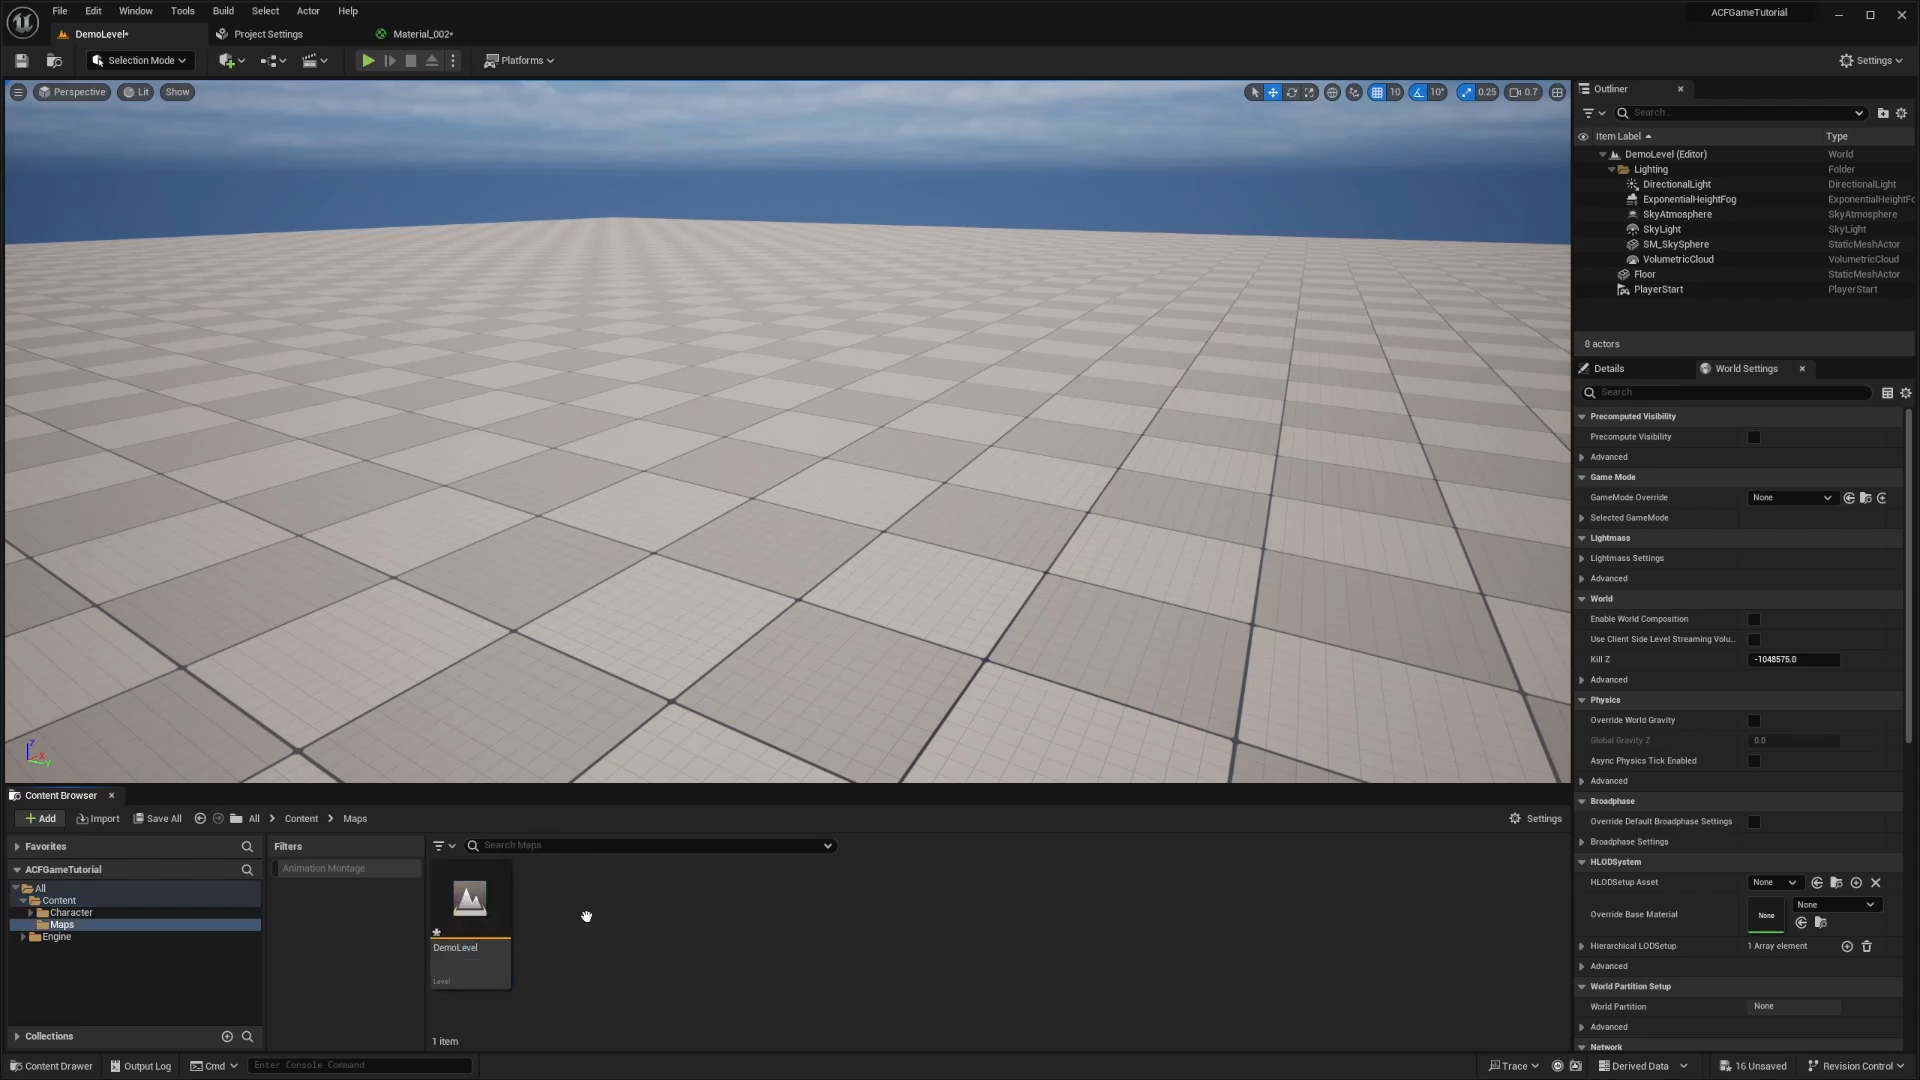 File Edit Window Tools Build Select Actor Help
ACFGameTutorial
DemoLevel*
Project Settings
Material_002*
Selection Mode
Platforms
Settings
Perspective
Lit
Show
10
10°
0.25
0.7
Outliner
Search...
Item Label
Type
DemoLevel (Editor)
World
Lighting
Folder
DirectionalLight
DirectionalLight
ExponentialHeightFog
ExponentialHeightFo
SkyAtmosphere
SkyAtmosphere
SkyLight
SkyLight
SM_SkySphere
StaticMeshActor
VolumetricCloud
VolumetricCloud
Floor
StaticMeshActor
PlayerStart
PlayerStart
8 actors
Details
World Settings
Search
Precomputed Visibility
Precompute Visibility
Advanced
Game Mode
GameMode Override
None
Selected GameMode
Lightmass
Lightmass Settings
Advanced
World
Enable World Composition
Use Client Side Level Streaming Volu...
Kill Z
-1048575.0
Advanced
Physics
Override World Gravity
Global Gravity Z
0.0
Async Physics Tick Enabled
Advanced
Broadphase
Override Default Broadphase Settings
Broadphase Settings
HLODSystem
HLODSetup Asset
None
Override Base Material
None
None
Hierarchical LODSetup
1 Array element
Advanced
World Partition Setup
World Partition
None
Advanced
Network
Z
X
Y
Content Browser
Add
Import
Save All
All
Content
Maps
Settings
Favorites
ACFGameTutorial
All
Content
Character
Maps
Engine
Collections
Filters
Animation Montage
Search Maps
DemoLevel
Level
1 item
Content Drawer
Output Log
Cmd
Enter Console Command
Trace
Derived Data
16 Unsaved
Revision Control